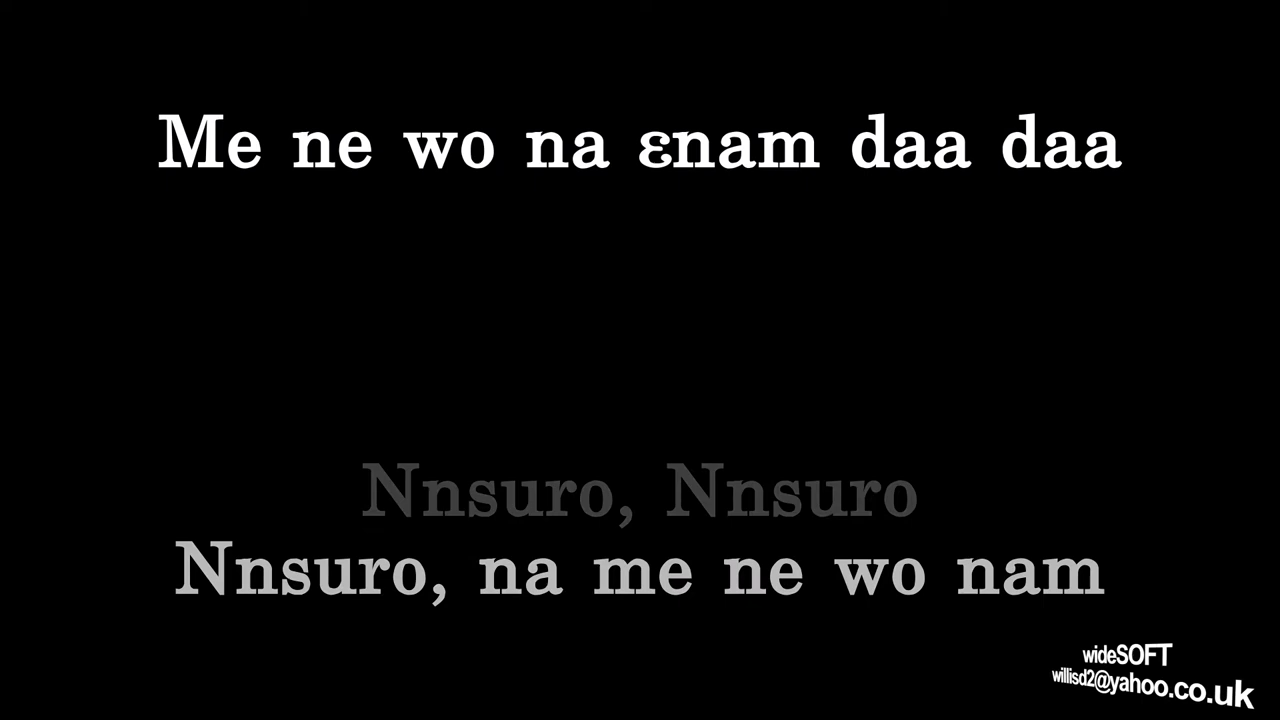 Me ne wo na ɛnam daa daa
Nnsuro, Nnsuro
Nnsuro, na me ne wo nam
wideSOFT
willisd2@yahoo.co.uk